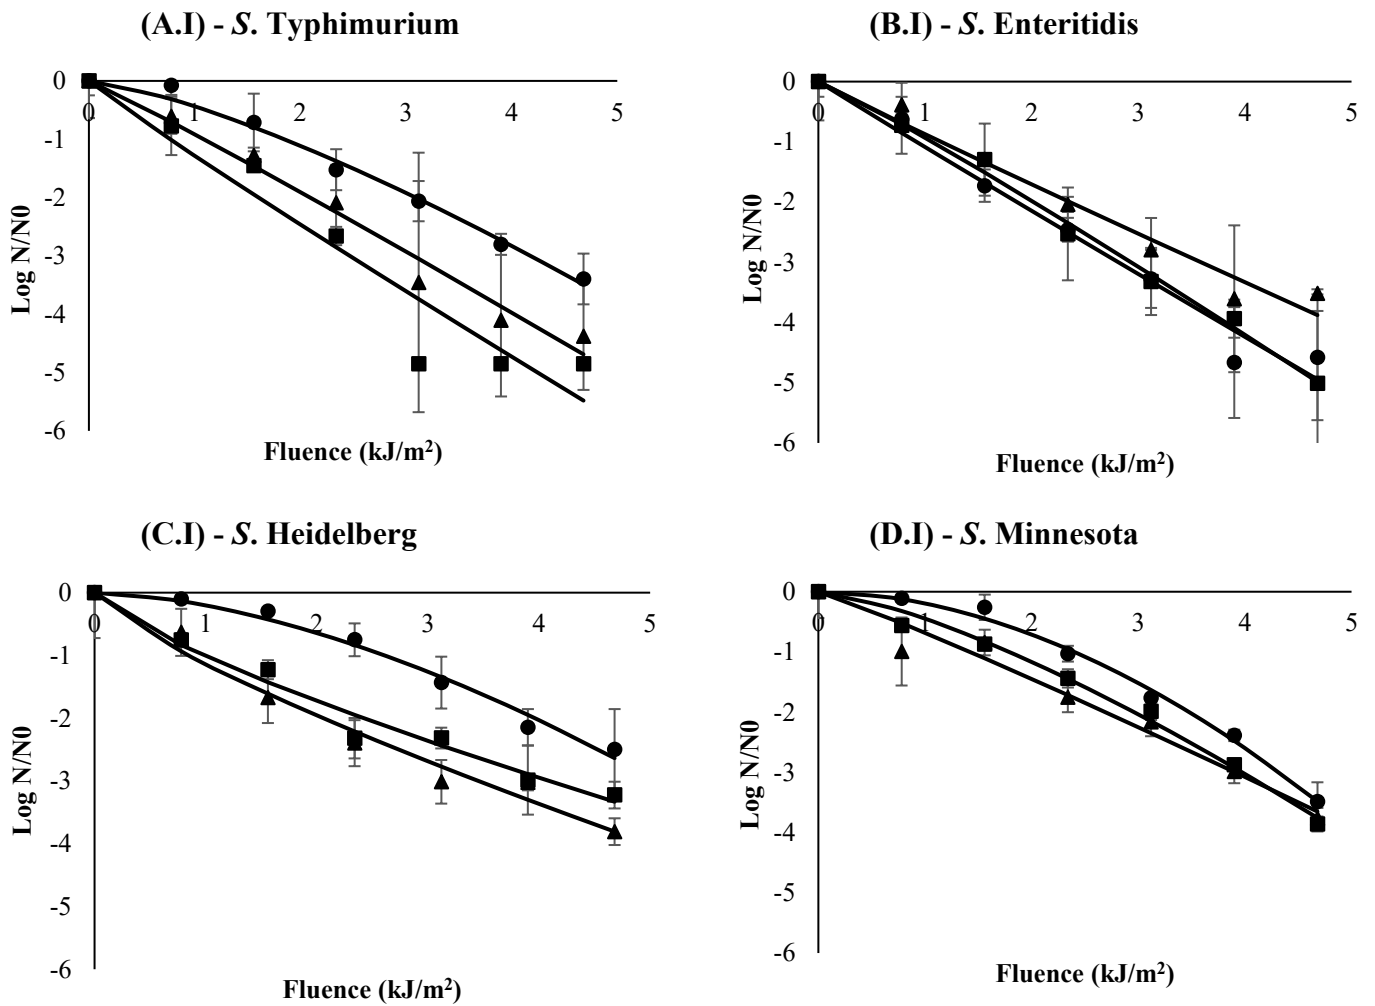 (A.I) - S. Typhimurium
0
0 1 2 3 4 5
-1
-2
-3
-4
-5
-6
Log N/N0
Fluence (kJ/m²)
(B.I) - S. Enteritidis
0
0 1 2 3 4 5
-1
-2
-3
-4
-5
-6
Log N/N0
Fluence (kJ/m²)
(C.I) - S. Heidelberg
0
0 1 2 3 4 5
-1
-2
-3
-4
-5
-6
Log N/N0
Fluence (kJ/m²)
(D.I) - S. Minnesota
0
0 1 2 3 4 5
-1
-2
-3
-4
-5
-6
Log N/N0
Fluence (kJ/m²)